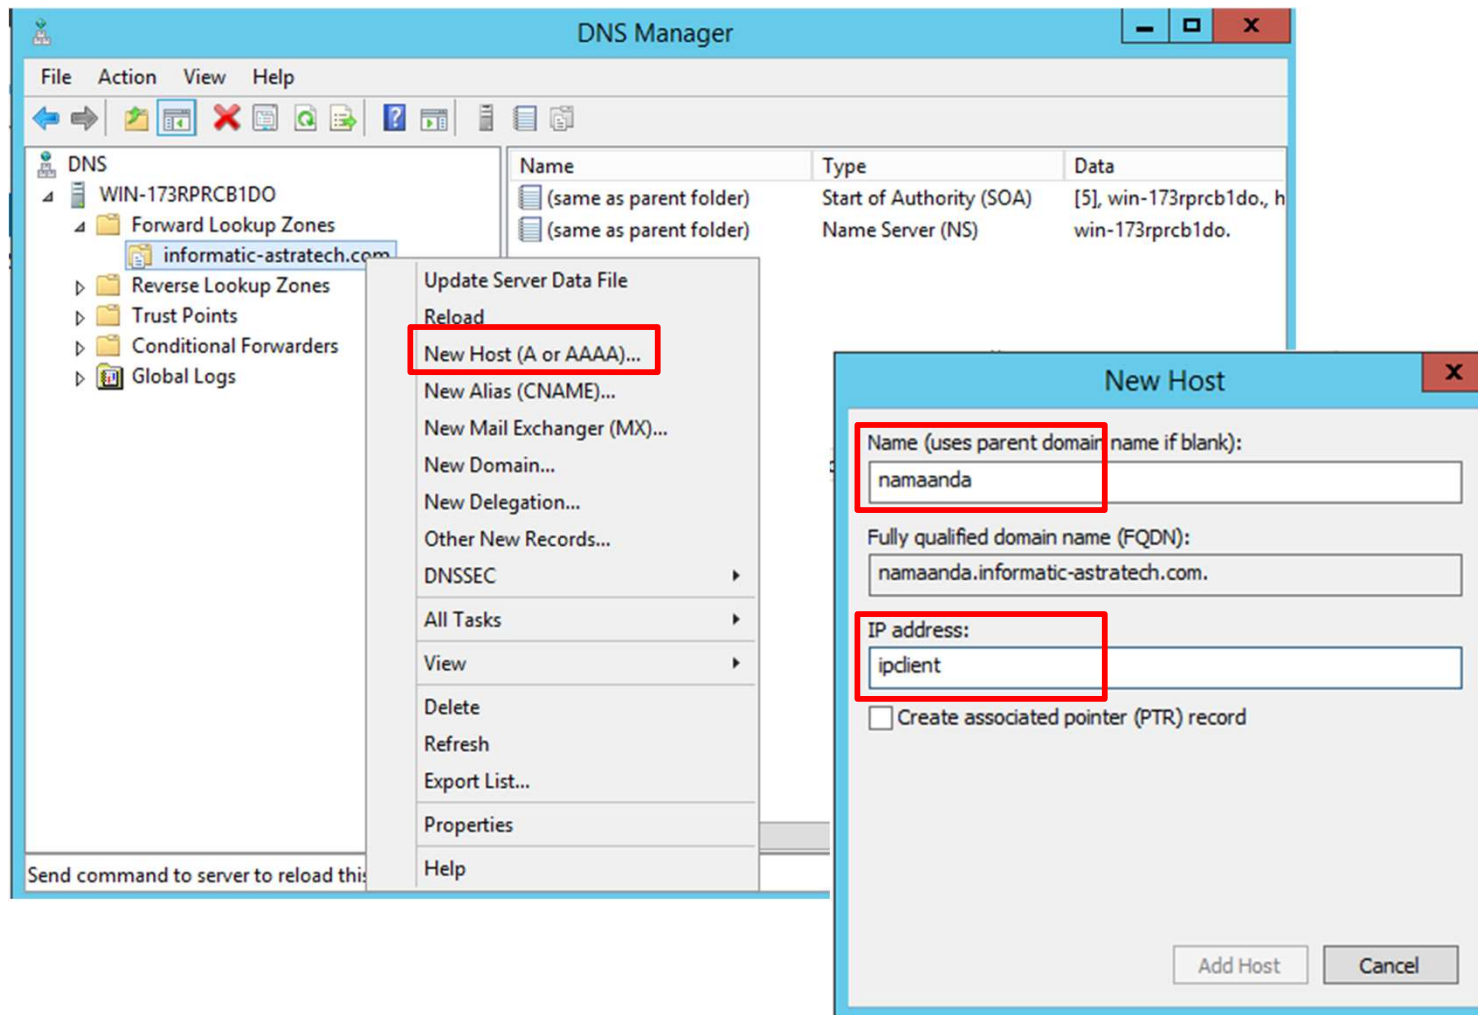 DNS Manager
File Action View Help
DNS
WIN-173RPRCB1DO
Forward Lookup Zones
informatic-astratech.com
Reverse Lookup Zones
Trust Points
Conditional Forwarders
Global Logs
Name Type Data
(same as parent folder) Start of Authority (SOA) [5], win-173rprcb1do., h
(same as parent folder) Name Server (NS) win-173rprcb1do.
Update Server Data File
Reload
New Host (A or AAAA)...
New Alias (CNAME)...
New Mail Exchanger (MX)...
New Domain...
New Delegation...
Other New Records...
DNSSEC
All Tasks
View
Delete
Refresh
Export List...
Properties
Help
Send command to server to reload this
New Host
Name (uses parent domain name if blank):
namaanda
Fully qualified domain name (FQDN):
namaanda.informatic-astratech.com.
IP address:
ipclient
Create associated pointer (PTR) record
Add Host
Cancel